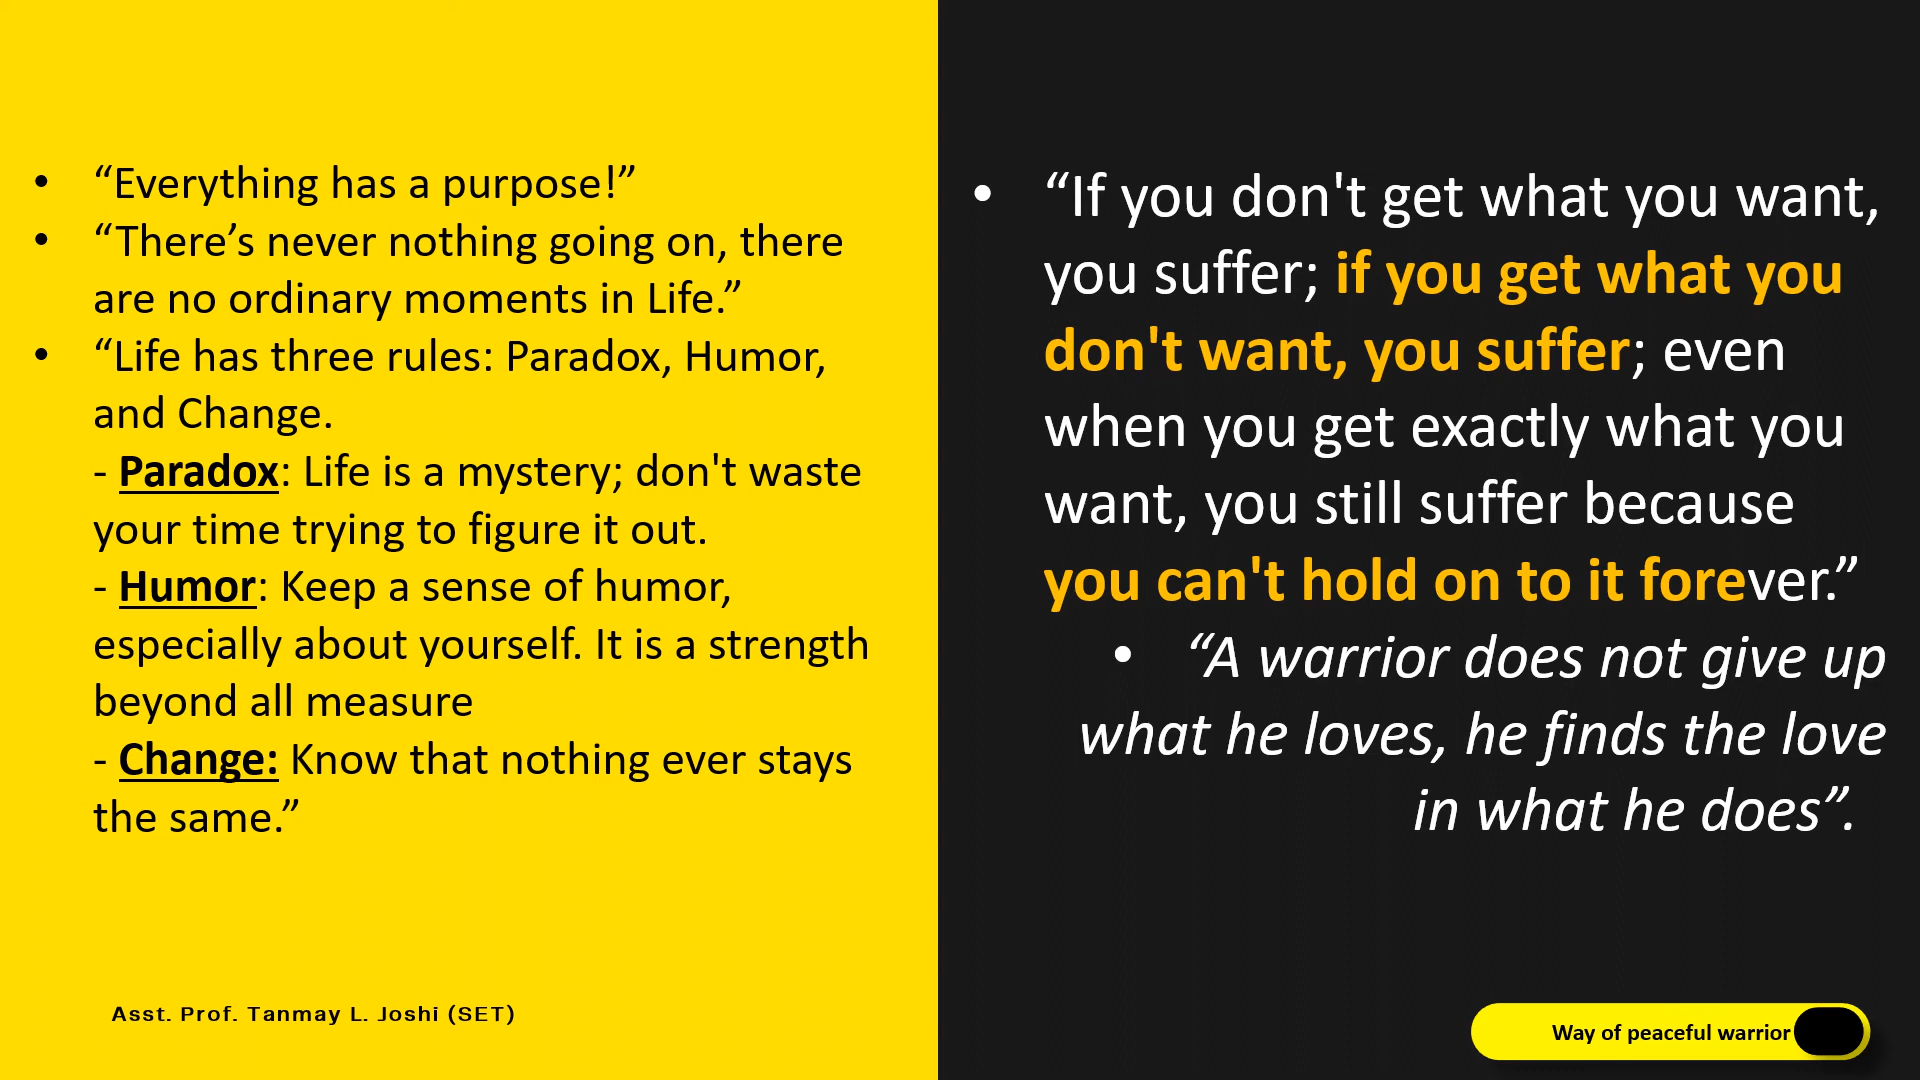 • “Everything has a purpose!”
• “There’s never nothing going on, there
are no ordinary moments in Life.”
• “Life has three rules: Paradox, Humor,
and Change.
- Paradox: Life is a mystery; don't waste
your time trying to figure it out.
- Humor: Keep a sense of humor,
especially about yourself. It is a strength
beyond all measure
- Change: Know that nothing ever stays
the same.”
Asst. Prof. Tanmay L. Joshi (SET)
• “If you don't get what you want,
you suffer; if you get what you
don't want, you suffer; even
when you get exactly what you
want, you still suffer because
you can't hold on to it forever.”
• “A warrior does not give up
what he loves, he finds the love
in what he does”.
Way of peaceful warrior